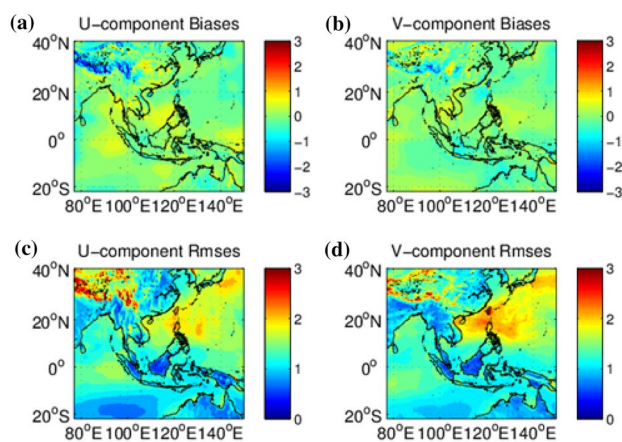 (a) U-component Biases
40°N
20°N
0°
20°S
80°E 100°E 120°E 140°E
3
2
1
0
−1
−2
−3
(b) V-component Biases
40°N
20°N
0°
20°S
80°E 100°E 120°E 140°E
3
2
1
0
−1
−2
−3
(c) U-component Rmses
40°N
20°N
0°
20°S
80°E 100°E 120°E 140°E
3
2
1
0
(d) V-component Rmses
40°N
20°N
0°
20°S
80°E 100°E 120°E 140°E
3
2
1
0